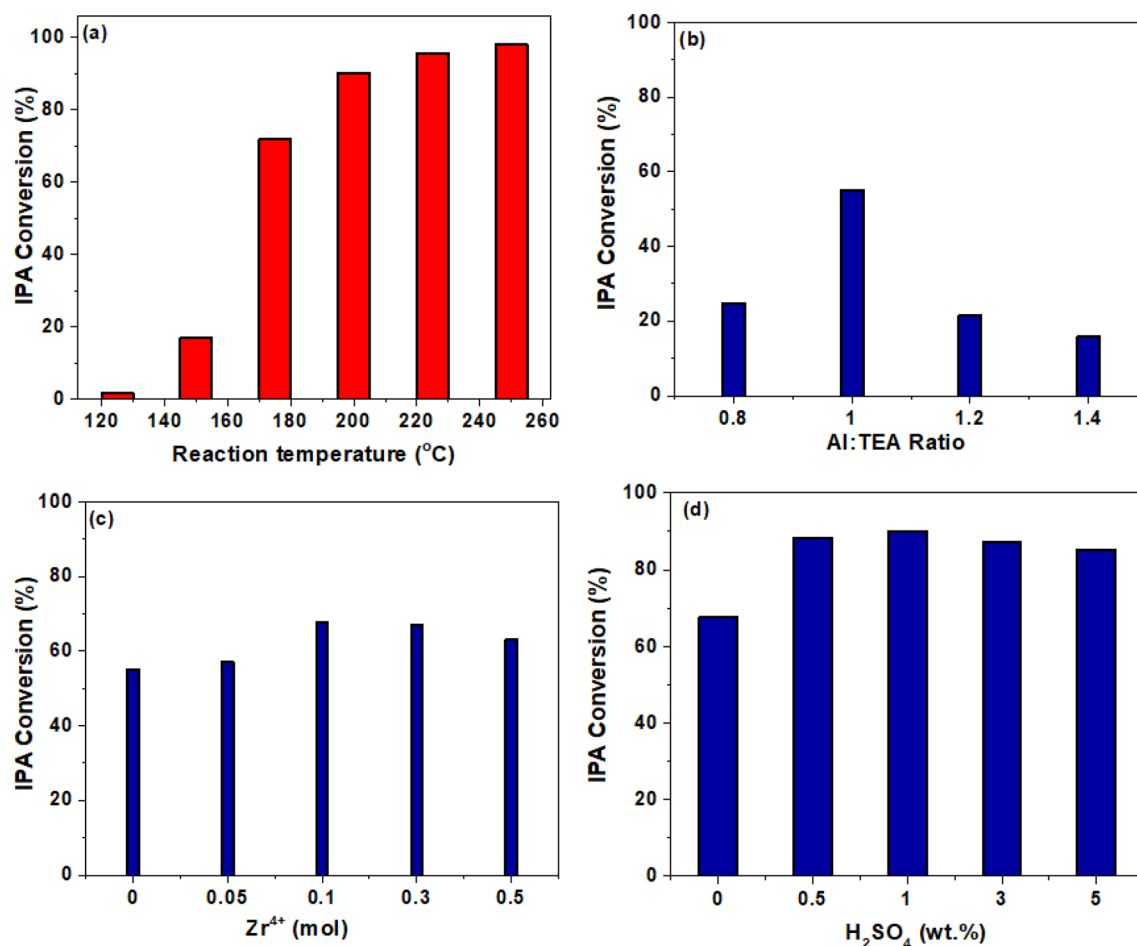 (a)
IPA Conversion (%)
100
80
60
40
20
0
120 140 160 180 200 220 240 250 260
Reaction temperature (°C)
(b)
IPA Conversion (%)
100
80
60
40
20
0
0.8 1 1.2 1.4
Al:TEA Ratio
(c)
IPA Conversion (%)
100
80
60
40
20
0
0 0.05 0.1 0.3 0.5
Zr⁴⁺ (mol)
(d)
IPA Conversion (%)
100
80
60
40
20
0
0 0.5 1 3 5
H₂SO₄ (wt.%)